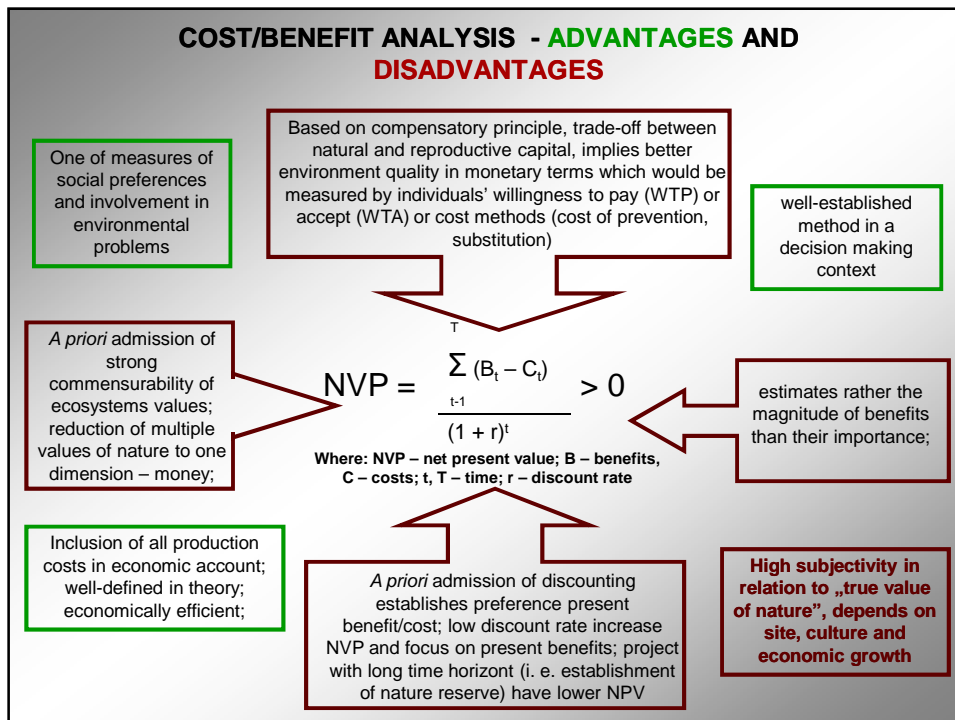 COST/BENEFIT ANALYSIS - ADVANTAGES AND
DISADVANTAGES
One of measures of
social preferences
and involvement in
environmental
problems
Based on compensatory principle, trade-off between
natural and reproductive capital, implies better
environment quality in monetary terms which would be
measured by individuals' willingness to pay (WTP) or
accept (WTA) or cost methods (cost of prevention,
substitution)
well-established
method in a
decision making
context
A priori admission of
strong
commensurability of
ecosystems values;
reduction of multiple
values of nature to one
dimension – money;
T
NVP = Σ (Bt – Ct) > 0
t-1
(1 + r)t
Where: NVP – net present value; B – benefits,
C – costs; t, T – time; r – discount rate
estimates rather the
magnitude of benefits
than their importance;
Inclusion of all production
costs in economic account;
well-defined in theory;
economically efficient;
A priori admission of discounting
establishes preference present
benefit/cost; low discount rate increase
NVP and focus on present benefits; project
with long time horizont (i. e. establishment
of nature reserve) have lower NPV
High subjectivity in
relation to „true value
of nature", depends on
site, culture and
economic growth